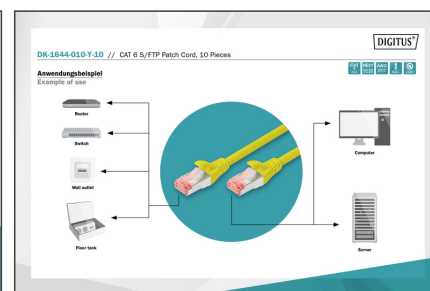 DIGITUS®
DK-1644-010-Y-10 // CAT 6 S/FTP Patch Cord, 10 Pieces
Anwendungsbeispiel
Example of use
Router
Switch
Wall outlet
Floor tank
Computer
Server